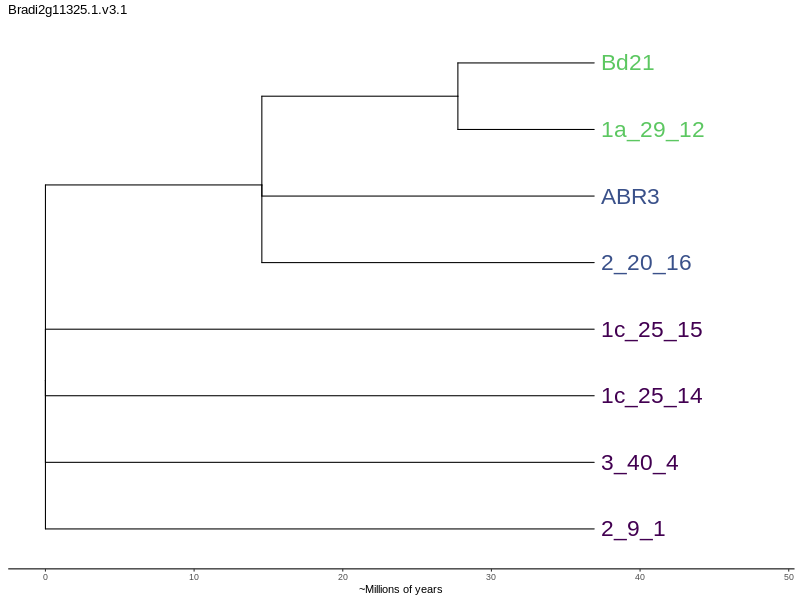 Bradi2g11325.1.v3.1
Bd21
1a_29_12
ABR3
2_20_16
1c_25_15
1c_25_14
3_40_4
2_9_1
0 10 20 30 40 50
~Millions of years